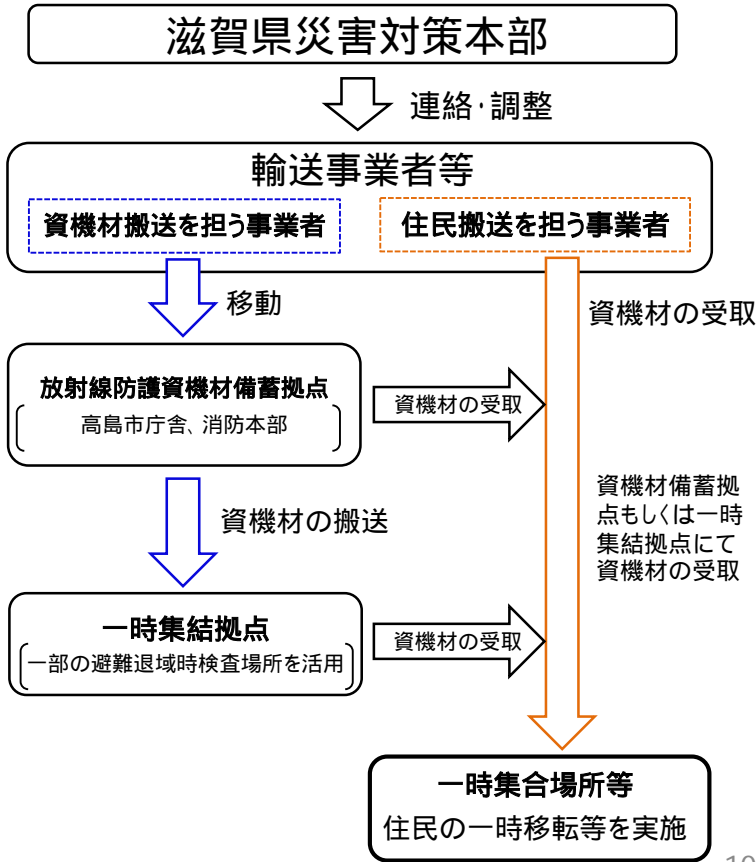 滋賀県災害対策本部
連絡・調整
輸送事業者等
資機材搬送を担う事業者
住民搬送を担う事業者
移動
資機材の受取
放射線防護資機材備蓄拠点
高島市庁舎、消防本部
資機材の受取
資機材備蓄拠
点もしくは一時
集結拠点にて
資機材の受取
資機材の搬送
一時集結拠点
一部の避難退域時検査場所を活用
資機材の受取
一時集合場所等
住民の一時移転等を実施